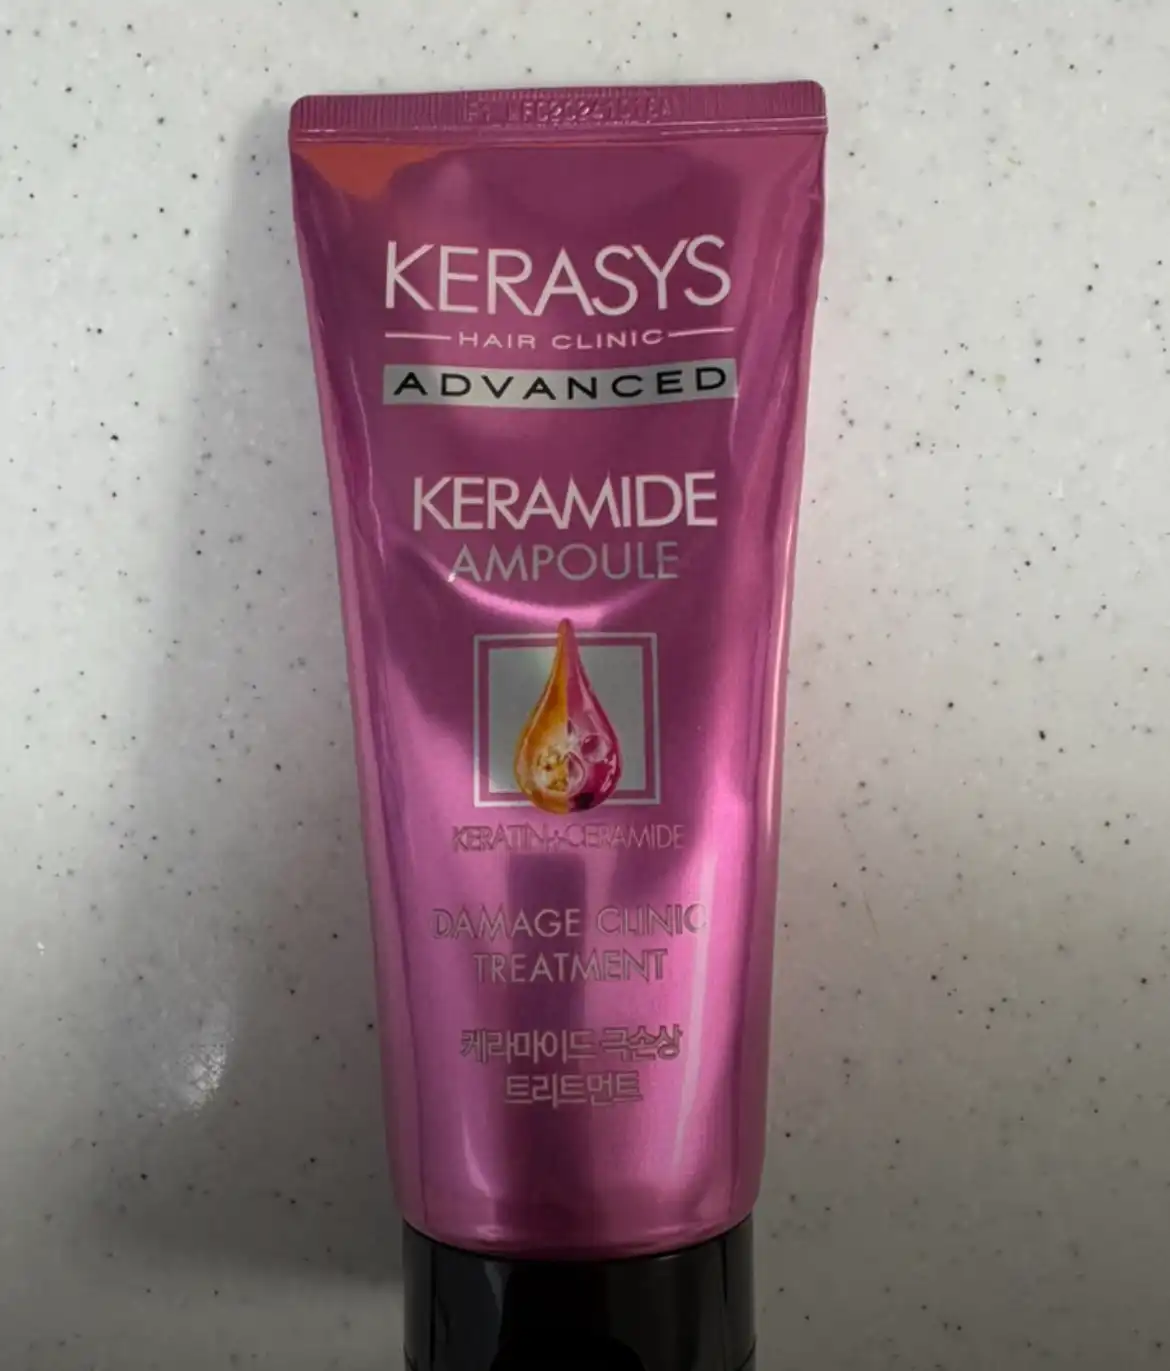 KERASYS
HAIR CLINIC
ADVANCED
KERAMIDE
AMPOULE
KERATIN+CERAMIDE
DAMAGE CLINIC
TREATMENT
케라마이드 극손상
트리트먼트